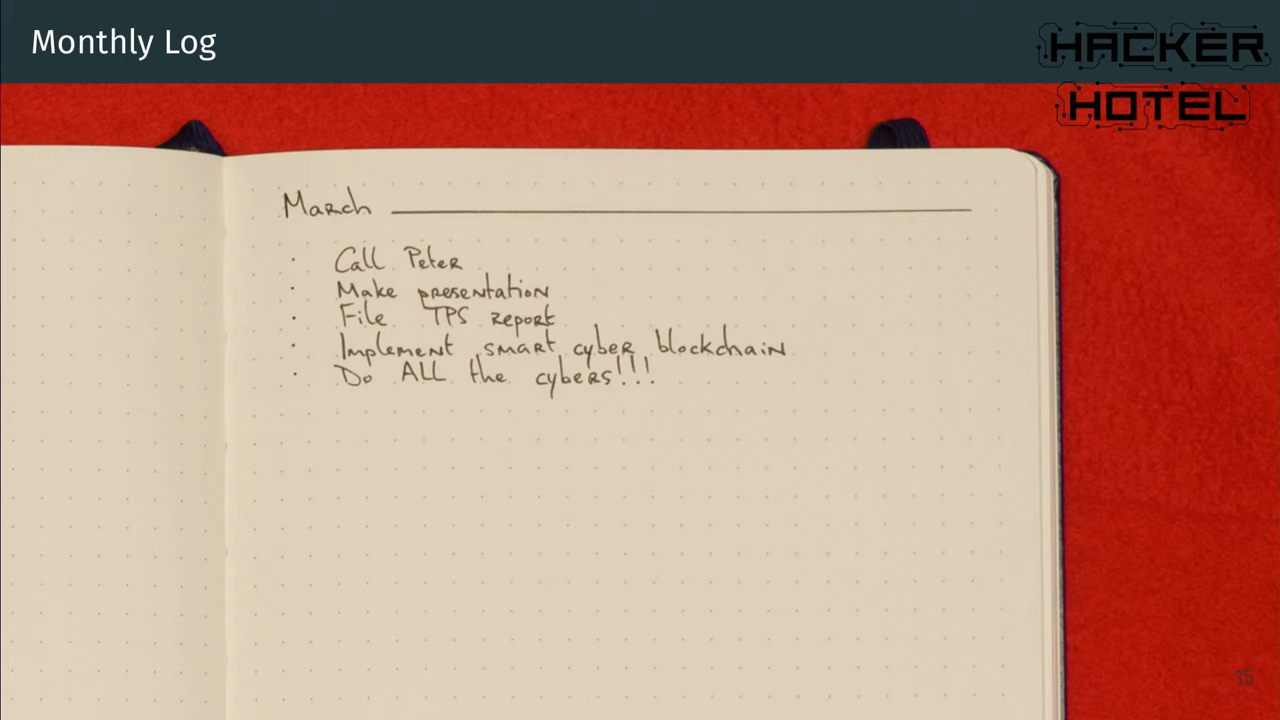 Monthly Log
HACKER
HOTEL
March
· Call Peter
· Make presentation
· File TPS report
· Implement smart cyber blockchain
· Do ALL the cybers!!!
15